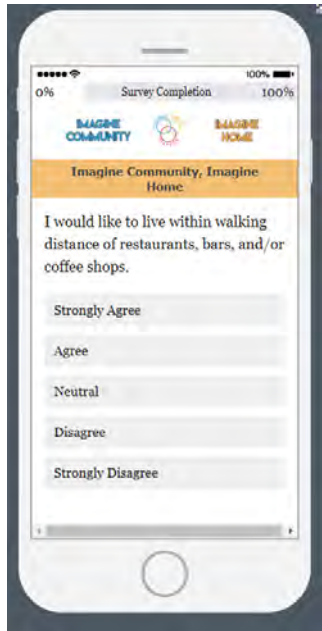 100%
0% Survey Completion 100%
IMAGINE COMMUNITY IMAGINE HOME
Imagine Community, Imagine
Home
I would like to live within walking
distance of restaurants, bars, and/or
coffee shops.
Strongly Agree
Agree
Neutral
Disagree
Strongly Disagree